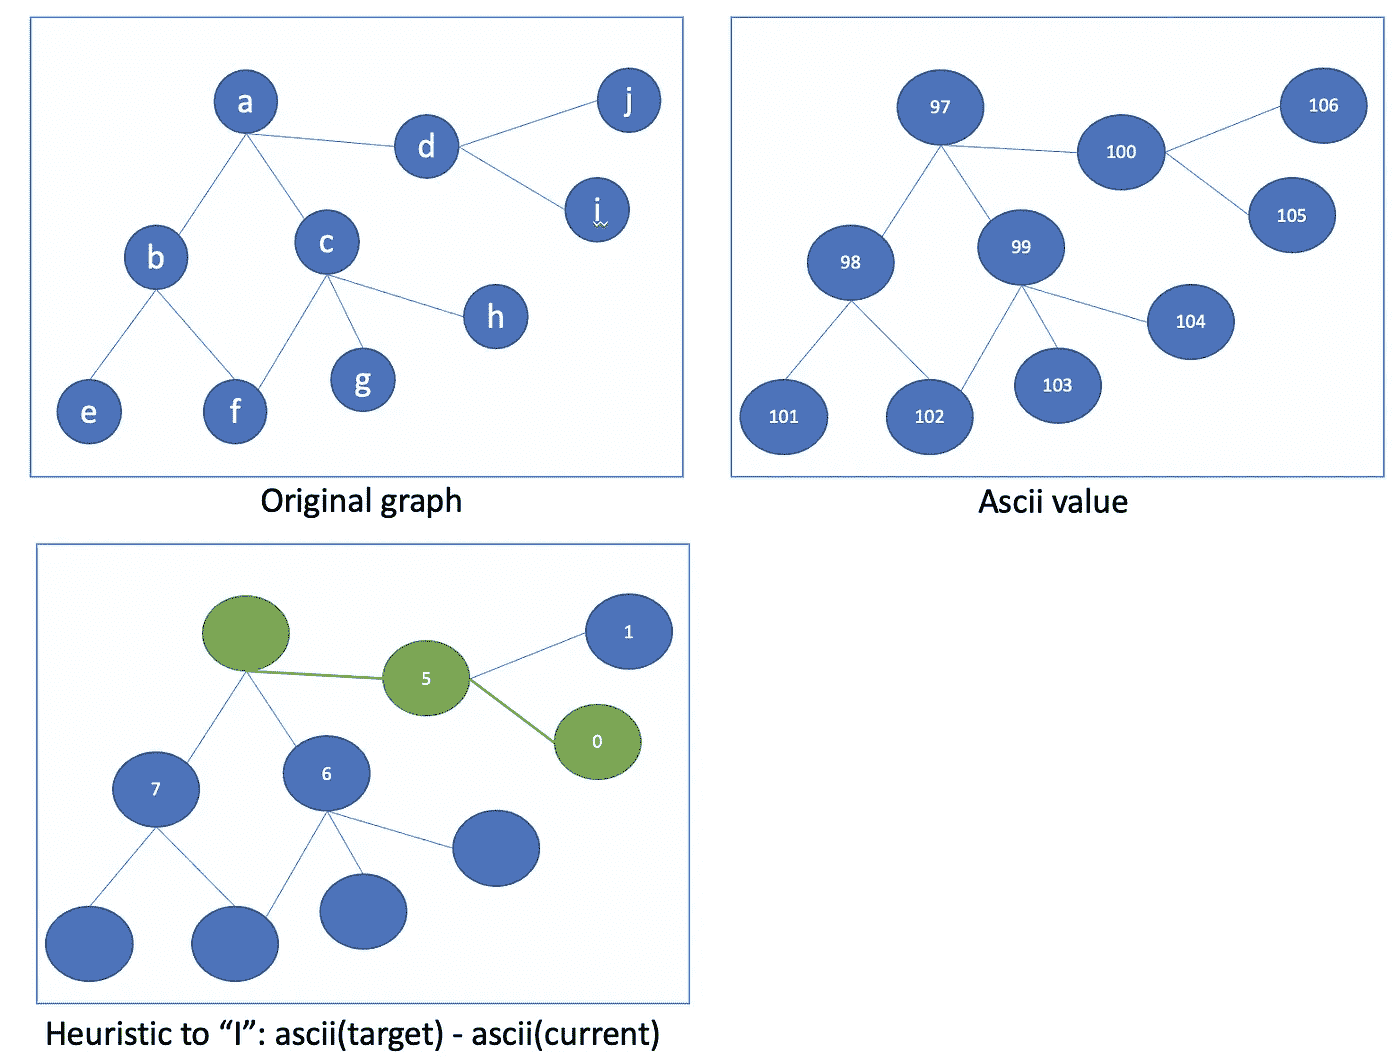 a
j
d
i
b
c
h
g
e
f
Original graph
97
106
100
105
98
99
104
103
101
102
Ascii value
1
5
0
7
6
Heuristic to “I”: ascii(target) - ascii(current)